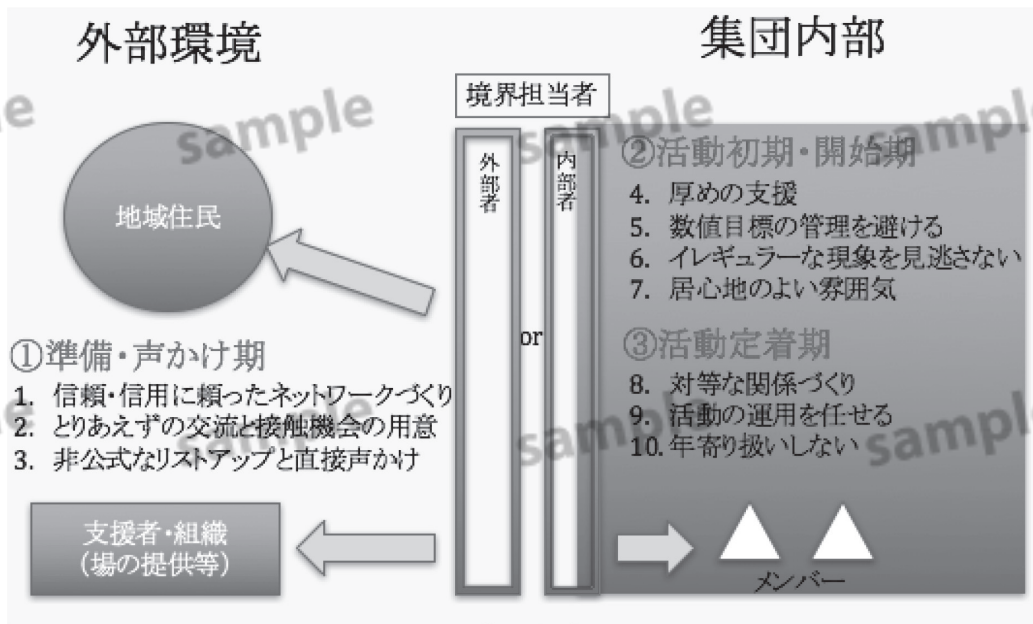 外部環境
集団内部
境界担当者
外部者
or
内部者
地域住民
①準備・声かけ期
1. 信頼・信用に頼ったネットワークづくり
2. とりあえずの交流と接触機会の用意
3. 非公式なリストアップと直接声かけ
支援者・組織
(場の提供等)
②活動初期・開始期
4. 厚めの支援
5. 数値目標の管理を避ける
6. イレギュラーな現象を見逃さない
7. 居心地のよい雰囲気
③活動定着期
8. 対等な関係づくり
9. 活動の運用を任せる
10. 年寄り扱いしない
メンバー
sample
sample
sample
sample
sample
sample